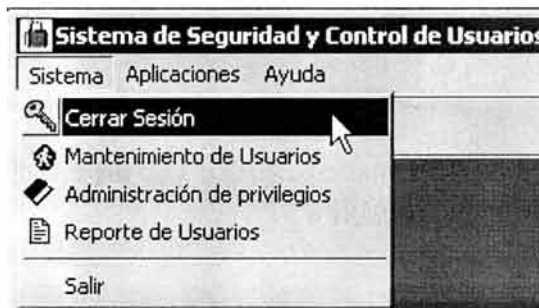 Sistema de Seguridad y Control de Usuarios
Sistema Aplicaciones Ayuda
Cerrar Sesión
Mantenimiento de Usuarios
Administración de privilegios
Reporte de Usuarios
Salir